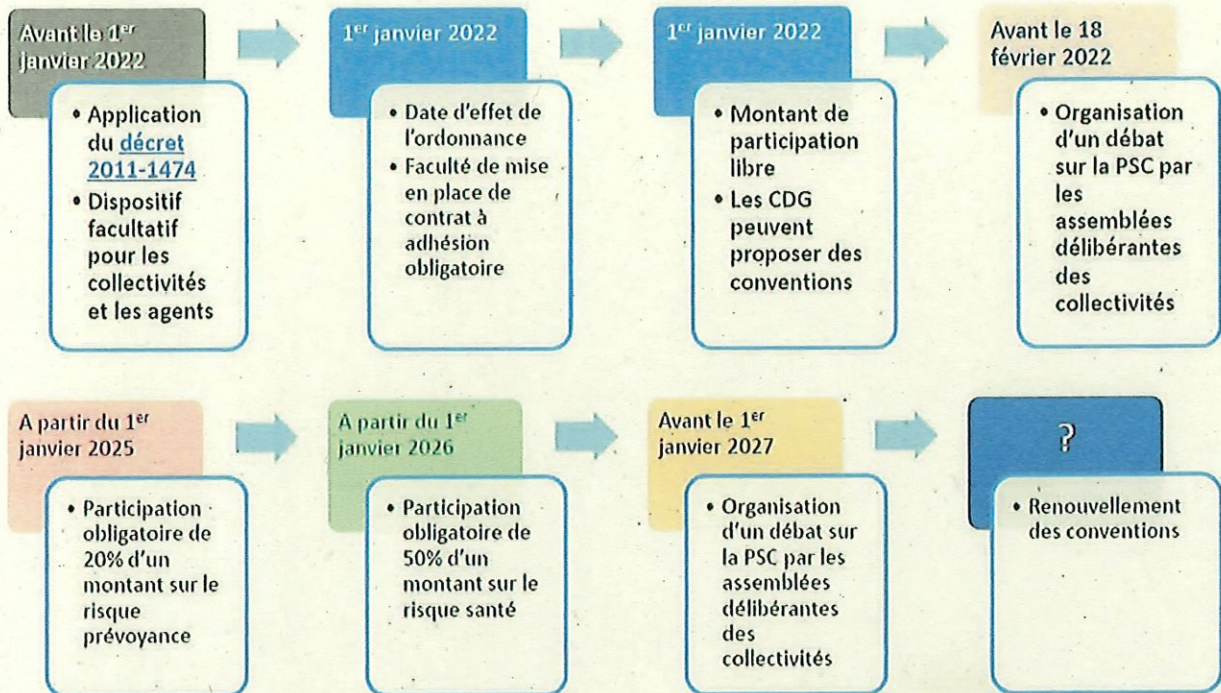 Avant le 1er
janvier 2022
• Application
du décret
2011-1474
• Dispositif
facultatif
pour les
collectivités
et les agents
1er janvier 2022
• Date d'effet de
l'ordonnance
• Faculté de mise
en place de
contrat à
adhésion
obligatoire
1er janvier 2022
• Montant de
participation
libre
• Les CDG
peuvent
proposer des
conventions
Avant le 18
février 2022
• Organisation
d'un débat
sur la PSC par
les
assemblées
délibérantes
des
collectivités
A partir du 1er
janvier 2025
• Participation
obligatoire de
20% d'un
montant sur le
risque
prévoyance
A partir du 1er
janvier 2026
• Participation
obligatoire de
50% d'un
montant sur le
risque santé
Avant le 1er
janvier 2027
• Organisation
d'un débat sur
la PSC par les
assemblées
délibérantes
des
collectivités
?
• Renouvellement
des conventions